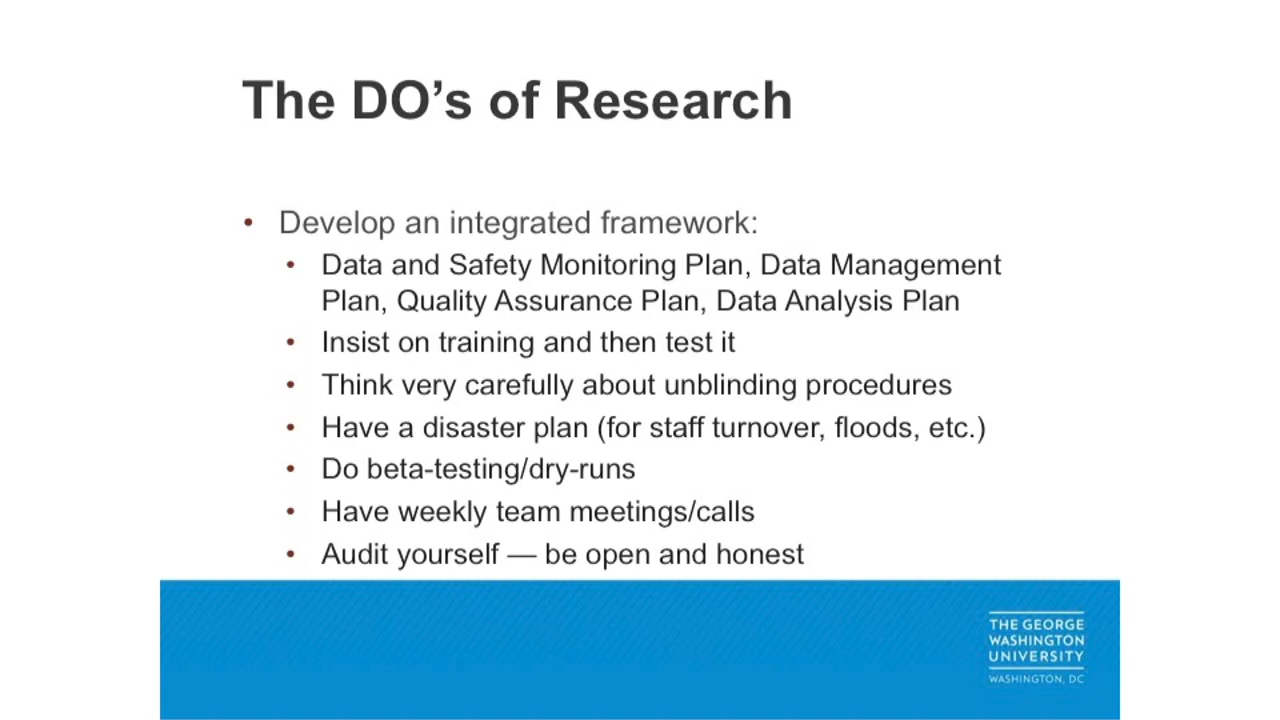 The DO’s of Research
• Develop an integrated framework:
• Data and Safety Monitoring Plan, Data Management
Plan, Quality Assurance Plan, Data Analysis Plan
• Insist on training and then test it
• Think very carefully about unblinding procedures
• Have a disaster plan (for staff turnover, floods, etc.)
• Do beta-testing/dry-runs
• Have weekly team meetings/calls
• Audit yourself — be open and honest
THE GEORGE
WASHINGTON
UNIVERSITY
WASHINGTON, DC